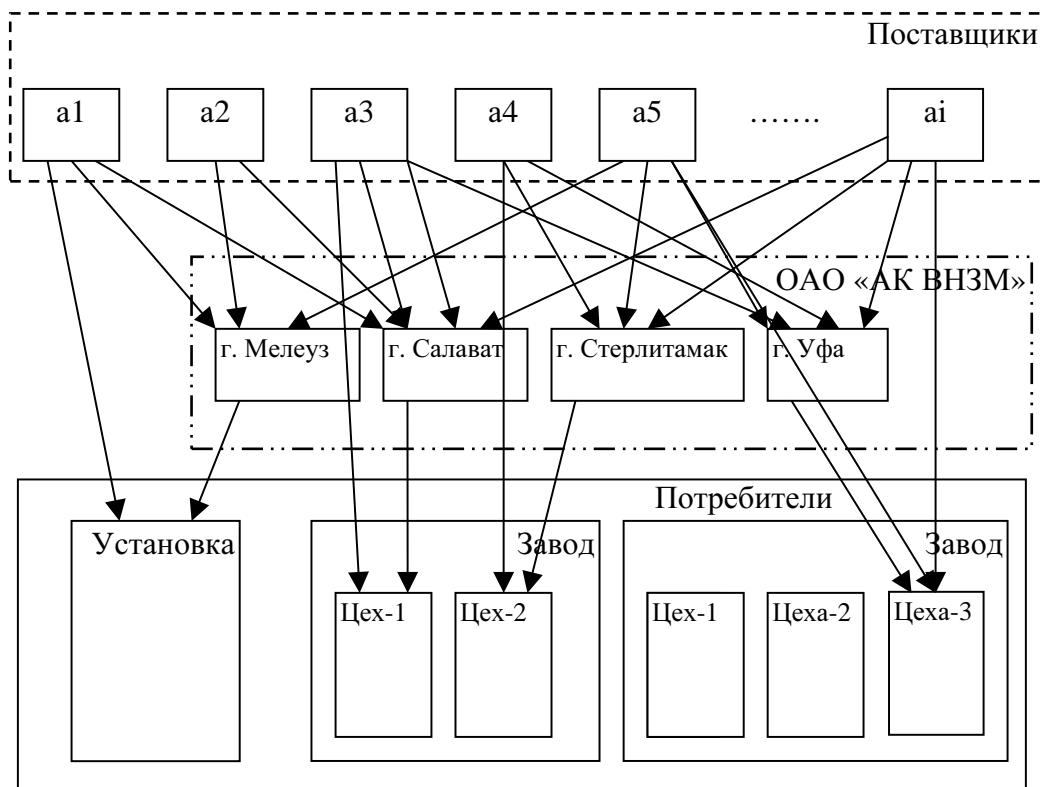 Поставщики
а1
а2
а3
а4
а5
…….
аi
ОАО «АК ВНЗМ»
г. Мелеуз
г. Салават
г. Стерлитамак
г. Уфа
Потребители
Установка
Завод
Завод
Цех-1
Цех-2
Цех-1
Цеха-2
Цеха-3